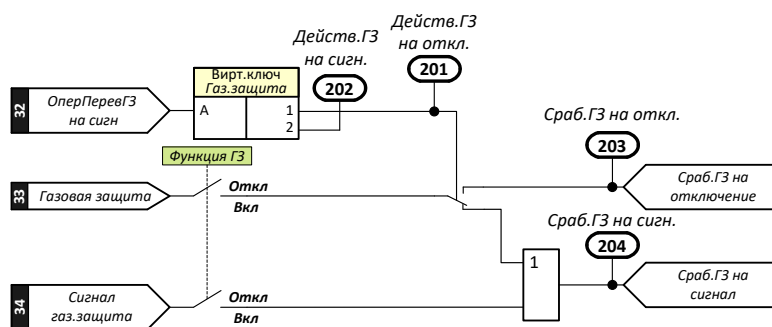 Действ.ГЗ
на сигн.
202
Действ.ГЗ
на откл.
201
32
ОперПеревГЗ
на сигн
Вирт.ключ
Газ.защита
A
1
2
Функция ГЗ
33
Газовая защита
Откл
Вкл
Сраб.ГЗ на откл.
203
Сраб.ГЗ на
отключение
Сраб.ГЗ на сигн.
204
1
Сраб.ГЗ на
сигнал
34
Сигнал
газ.защита
Откл
Вкл